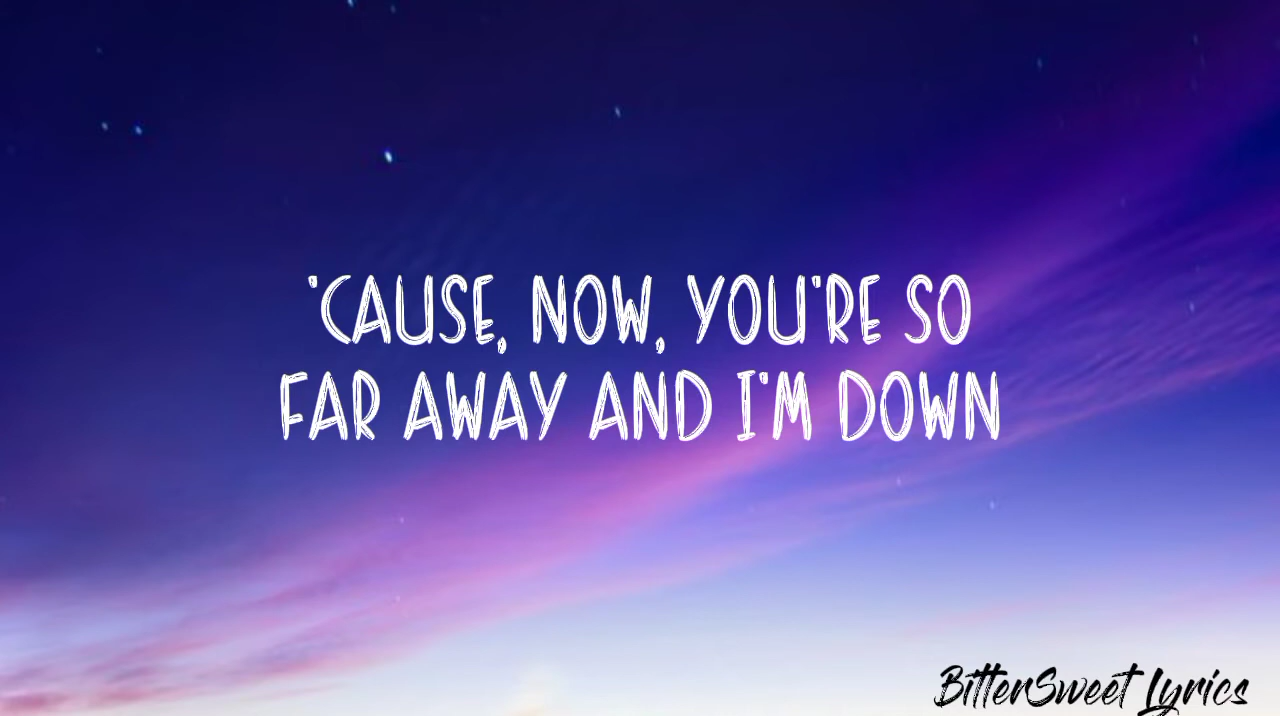 'CAUSE, NOW, YOU'RE SO
FAR AWAY AND I'M DOWN
BitterSweet Lyrics